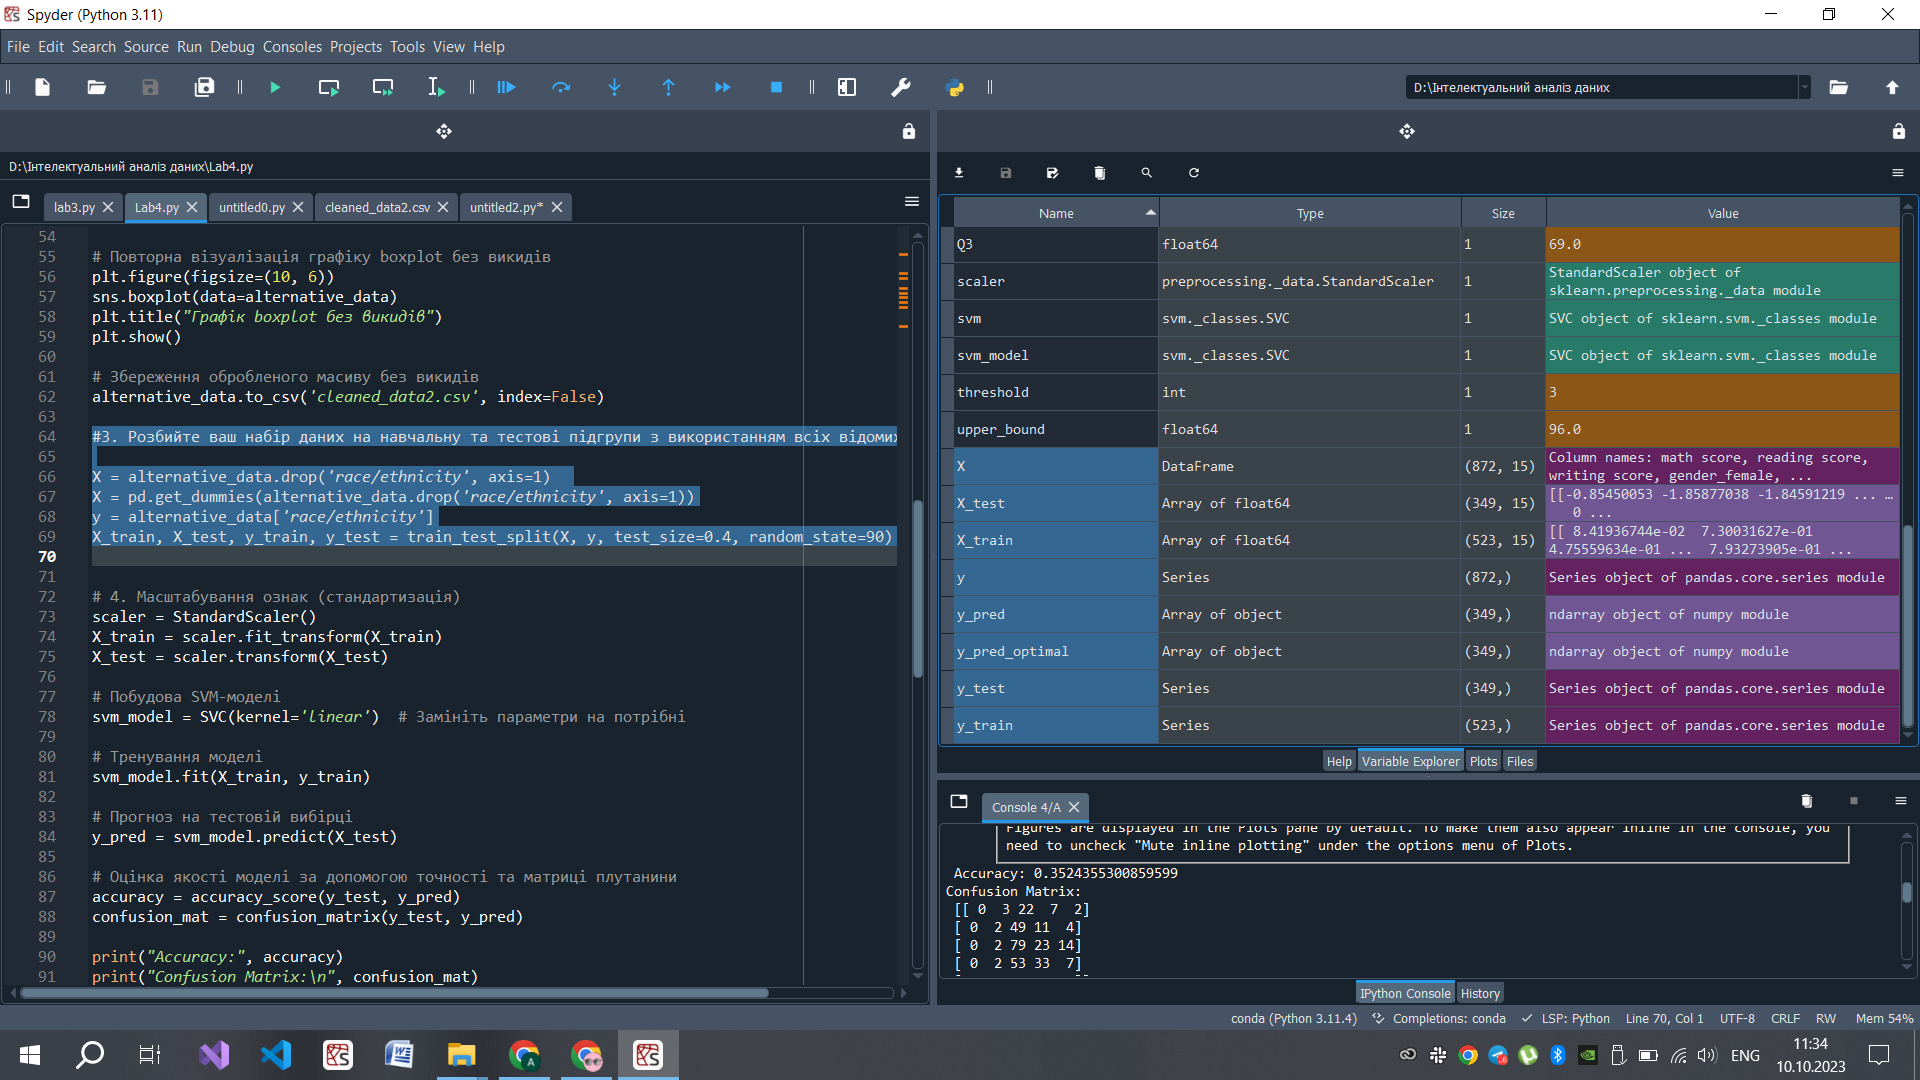 Spyder (Python 3.11)
File Edit Search Source Run Debug Consoles Projects Tools View Help
D:\Інтелектуальний аналіз даних
D:\Інтелектуальний аналіз даних\Lab4.py
lab3.py Lab4.py untitled0.py cleaned_data2.csv untitled2.py*
54
55 # Повторна візуалізація графіку boxplot без викидів
56 plt.figure(figsize=(10, 6))
57 sns.boxplot(data=alternative_data)
58 plt.title("Графік boxplot без викидів")
59 plt.show()
60
61 # Збереження обробленого масиву без викидів
62 alternative_data.to_csv('cleaned_data2.csv', index=False)
63
64 #3. Розбийте ваш набір даних на навчальну та тестові підгрупи з використанням всіх відоми
65
66 X = alternative_data.drop('race/ethnicity', axis=1)
67 X = pd.get_dummies(alternative_data.drop('race/ethnicity', axis=1))
68 y = alternative_data['race/ethnicity']
69 X_train, X_test, y_train, y_test = train_test_split(X, y, test_size=0.4, random_state=90)
70
71
72 # 4. Масштабування ознак (стандартизація)
73 scaler = StandardScaler()
74 X_train = scaler.fit_transform(X_train)
75 X_test = scaler.transform(X_test)
76
77 # Побудова SVM-моделі
78 svm_model = SVC(kernel='linear')  # Замініть параметри на потрібні
79
80 # Тренування моделі
81 svm_model.fit(X_train, y_train)
82
83 # Прогноз на тестовій вибірці
84 y_pred = svm_model.predict(X_test)
85
86 # Оцінка якості моделі за допомогою точності та матриці плутанини
87 accuracy = accuracy_score(y_test, y_pred)
88 confusion_mat = confusion_matrix(y_test, y_pred)
89
90 print("Accuracy:", accuracy)
91 print("Confusion Matrix:\n", confusion_mat)
Name Type Size Value
Q3 float64 1 69.0
scaler preprocessing._data.StandardScaler 1 StandardScaler object of
sklearn.preprocessing._data module
svm svm._classes.SVC 1 SVC object of sklearn.svm._classes module
svm_model svm._classes.SVC 1 SVC object of sklearn.svm._classes module
threshold int 1 3
upper_bound float64 1 96.0
X DataFrame (872, 15) Column names: math score, reading score,
writing score, gender_female, ...
X_test Array of float64 (349, 15) [[-0.85450053 -1.85877038 -1.84591219 ... …
0 ...
X_train Array of float64 (523, 15) [[ 8.41936744e-02 7.30031627e-01
4.75559634e-01 ... 7.93273905e-01 ...
y Series (872,) Series object of pandas.core.series module
y_pred Array of object (349,) ndarray object of numpy module
y_pred_optimal Array of object (349,) ndarray object of numpy module
y_test Series (349,) Series object of pandas.core.series module
y_train Series (523,) Series object of pandas.core.series module
Help Variable Explorer Plots Files
Console 4/A
Figures are displayed in the Plots pane by default. To make them also appear inline in the console, you
need to uncheck "Mute inline plotting" under the options menu of Plots.
Accuracy: 0.3524355300859599
Confusion Matrix:
[[ 0  3 22  7  2]
[ 0  2 49 11  4]
[ 0  2 79 23 14]
[ 0  2 53 33  7]
IPython Console History
conda (Python 3.11.4) Completions: conda LSP: Python Line 70, Col 1 UTF-8 CRLF RW Mem 54%
ENG
11:34
10.10.2023